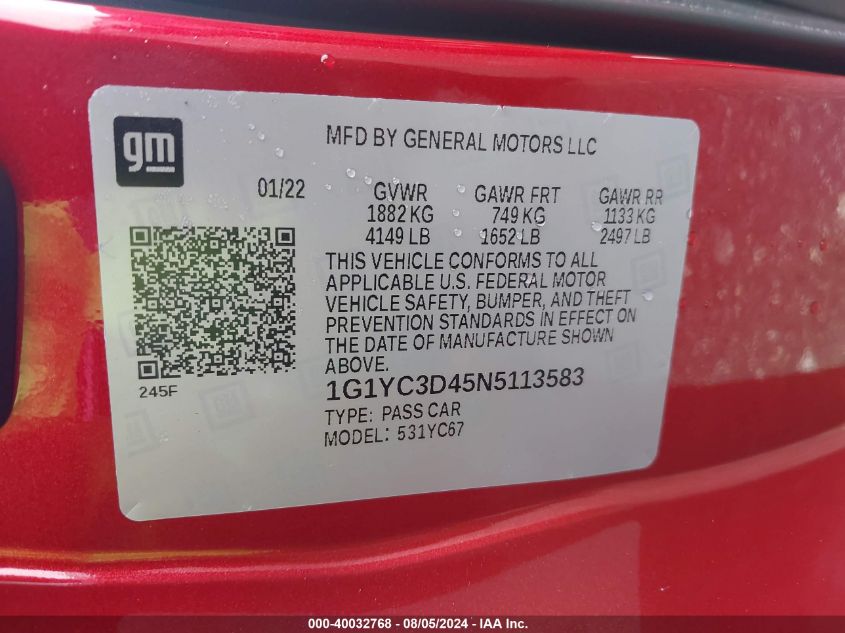 gm
MFD BY GENERAL MOTORS LLC
01/22 GVWR GAWR FRT GAWR RR
1882 KG 749 KG 1133 KG
4149 LB 1652 LB 2497 LB
THIS VEHICLE CONFORMS TO ALL
APPLICABLE U.S. FEDERAL MOTOR
VEHICLE SAFETY, BUMPER, AND THEFT
PREVENTION STANDARDS IN EFFECT ON
THE DATE OF MANUFACTURE SHOWN
ABOVE.
245F
1G1YC3D45N5113583
TYPE: PASS CAR
MODEL: 531YC67
000-40032768 - 08/05/2024 - IAAI.com